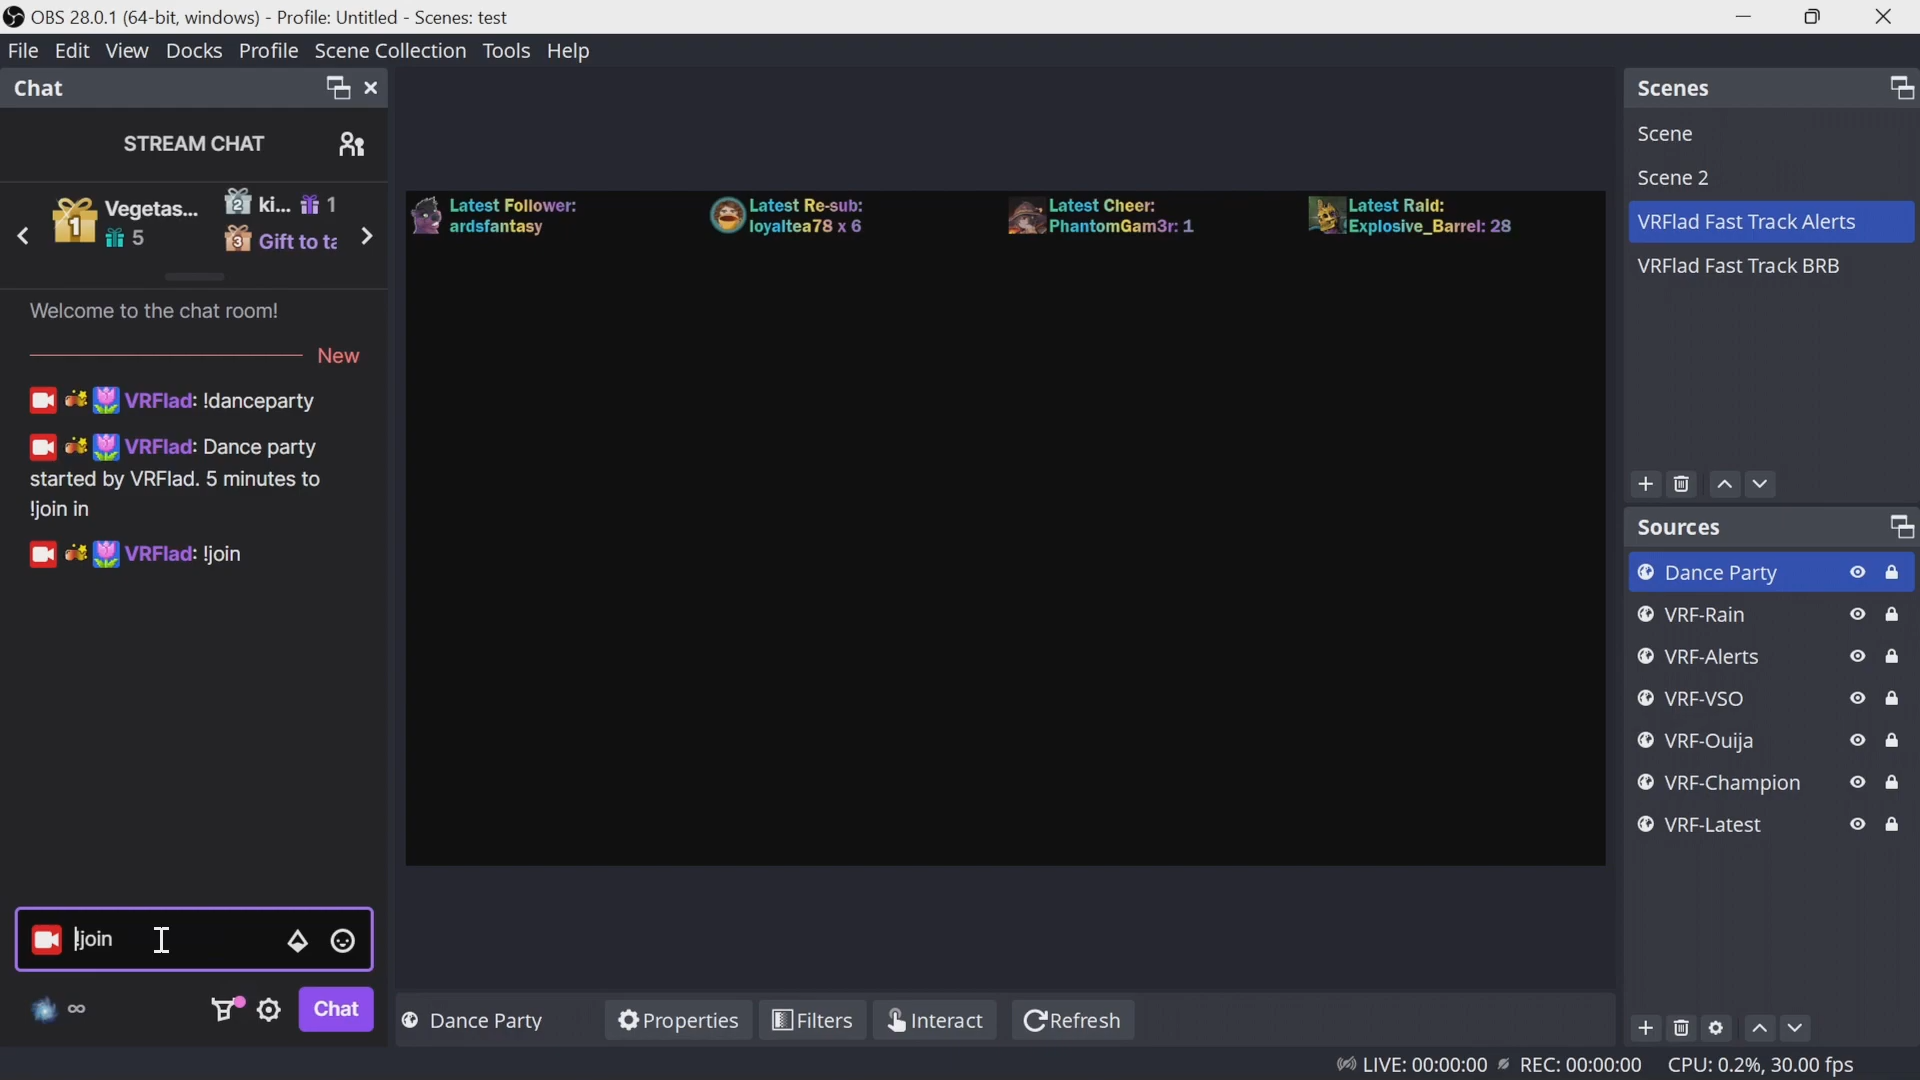 OBS 28.0.1 (64-bit, windows) - Profile: Untitled - Scenes: test
File Edit View Docks Profile Scene Collection Tools Help
Chat
STREAM CHAT
1 Vegetas... 5
2 ki... 1
3 Gift to ta
Welcome to the chat room!
New
VRFlad: !danceparty
VRFlad: Dance party
started by VRFlad. 5 minutes to
!join in
VRFlad: !join
!join
∞
Chat
Latest Follower:
ardsfantasy
Latest Re-sub:
loyaltea78 x 6
Latest Cheer:
PhantomGam3r: 1
Latest Raid:
Explosive_Barrel: 28
Dance Party Properties Filters Interact Refresh
Scenes
Scene
Scene 2
VRFlad Fast Track Alerts
VRFlad Fast Track BRB
Sources
Dance Party
VRF-Rain
VRF-Alerts
VRF-VSO
VRF-Ouija
VRF-Champion
VRF-Latest
LIVE: 00:00:00 REC: 00:00:00 CPU: 0.2%, 30.00 fps